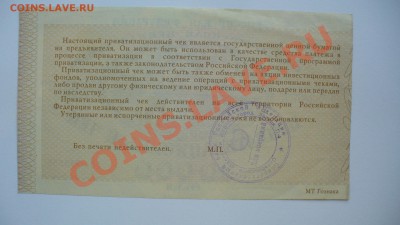 COINS.LAVE.RU
Настоящий приватизационный чек является государственной ценной бумагой
на предъявителя. Он может быть использован в качестве средства платежа в
процессе приватизации в соответствии с Государственной программой
приватизации, а также законодательством Российской Федерации.
Приватизационный чек может быть также обменен на акции инвестиционных
фондов, уполномоченных на ведение операций с приватизационными чеками,
либо продан другому физическому или юридическому лицу, подарен или передан
по наследству.
Приватизационный чек действителен на всей территории Российской
Федерации независимо от места выдачи.
Утерянные или испорченные приватизационные чеки не возобновляются.
Без печати недействителен.
М.П.
МТ Гознака
COINS.LAVE.RU